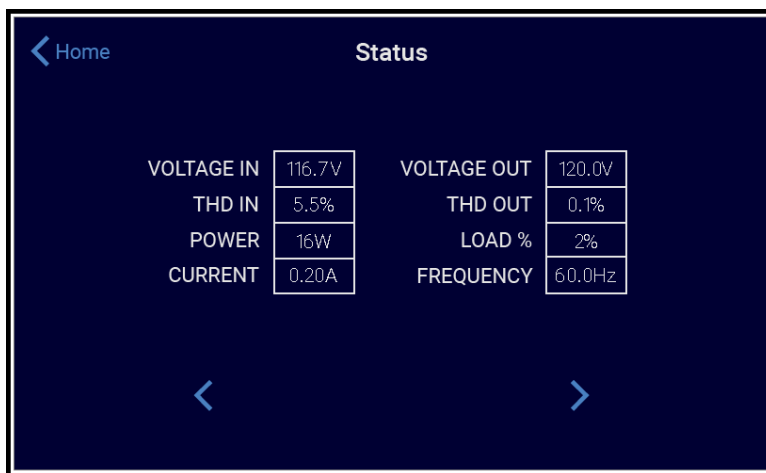 Home
Status
VOLTAGE IN 116.7V VOLTAGE OUT 120.0V
THD IN 5.5% THD OUT 0.1%
POWER 16W LOAD % 2%
CURRENT 0.20A FREQUENCY 60.0Hz